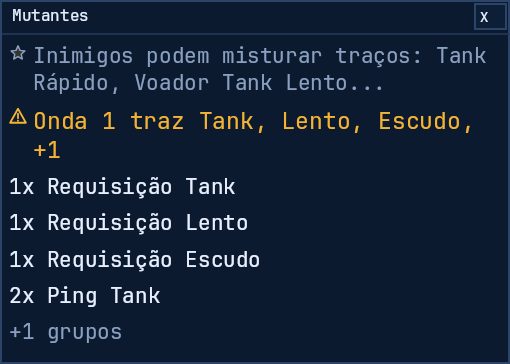 Mutantes
X
Inimigos podem misturar traços: Tank
Rápido, Voador Tank Lento...
Onda 1 traz Tank, Lento, Escudo,
+1
1x Requisição Tank
1x Requisição Lento
1x Requisição Escudo
2x Ping Tank
+1 grupos